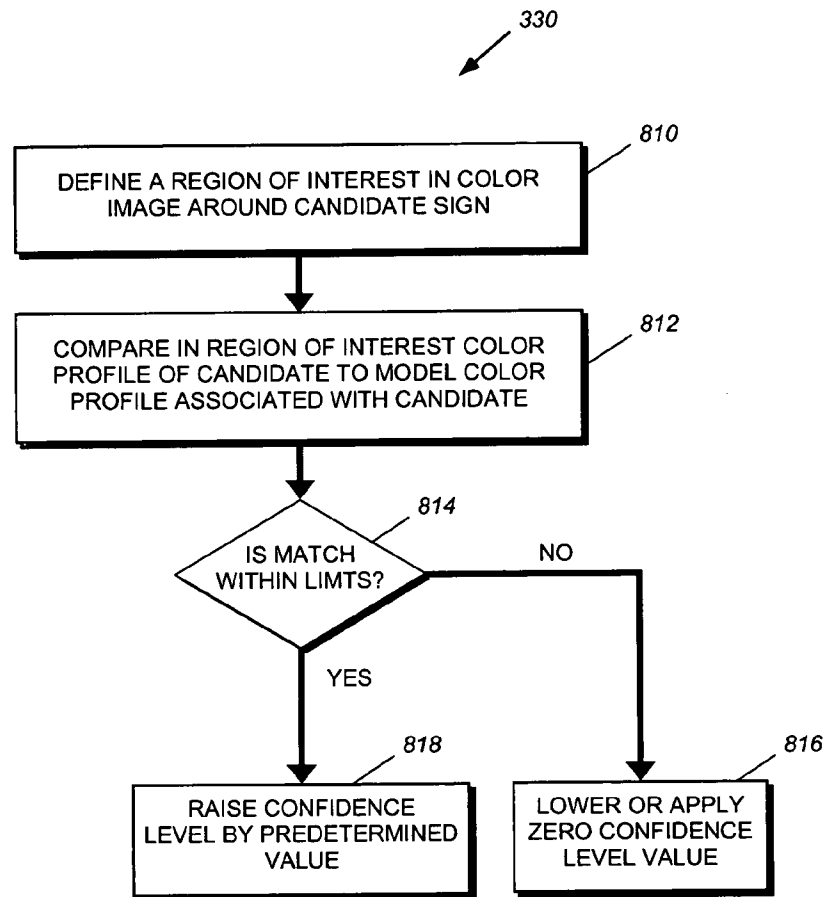 330
810
DEFINE A REGION OF INTEREST IN COLOR
IMAGE AROUND CANDIDATE SIGN
812
COMPARE IN REGION OF INTEREST COLOR
PROFILE OF CANDIDATE TO MODEL COLOR
PROFILE ASSOCIATED WITH CANDIDATE
814
IS MATCH
WITHIN LIMTS?
NO
YES
818
RAISE CONFIDENCE
LEVEL BY PREDETERMINED
VALUE
816
LOWER OR APPLY
ZERO CONFIDENCE
LEVEL VALUE